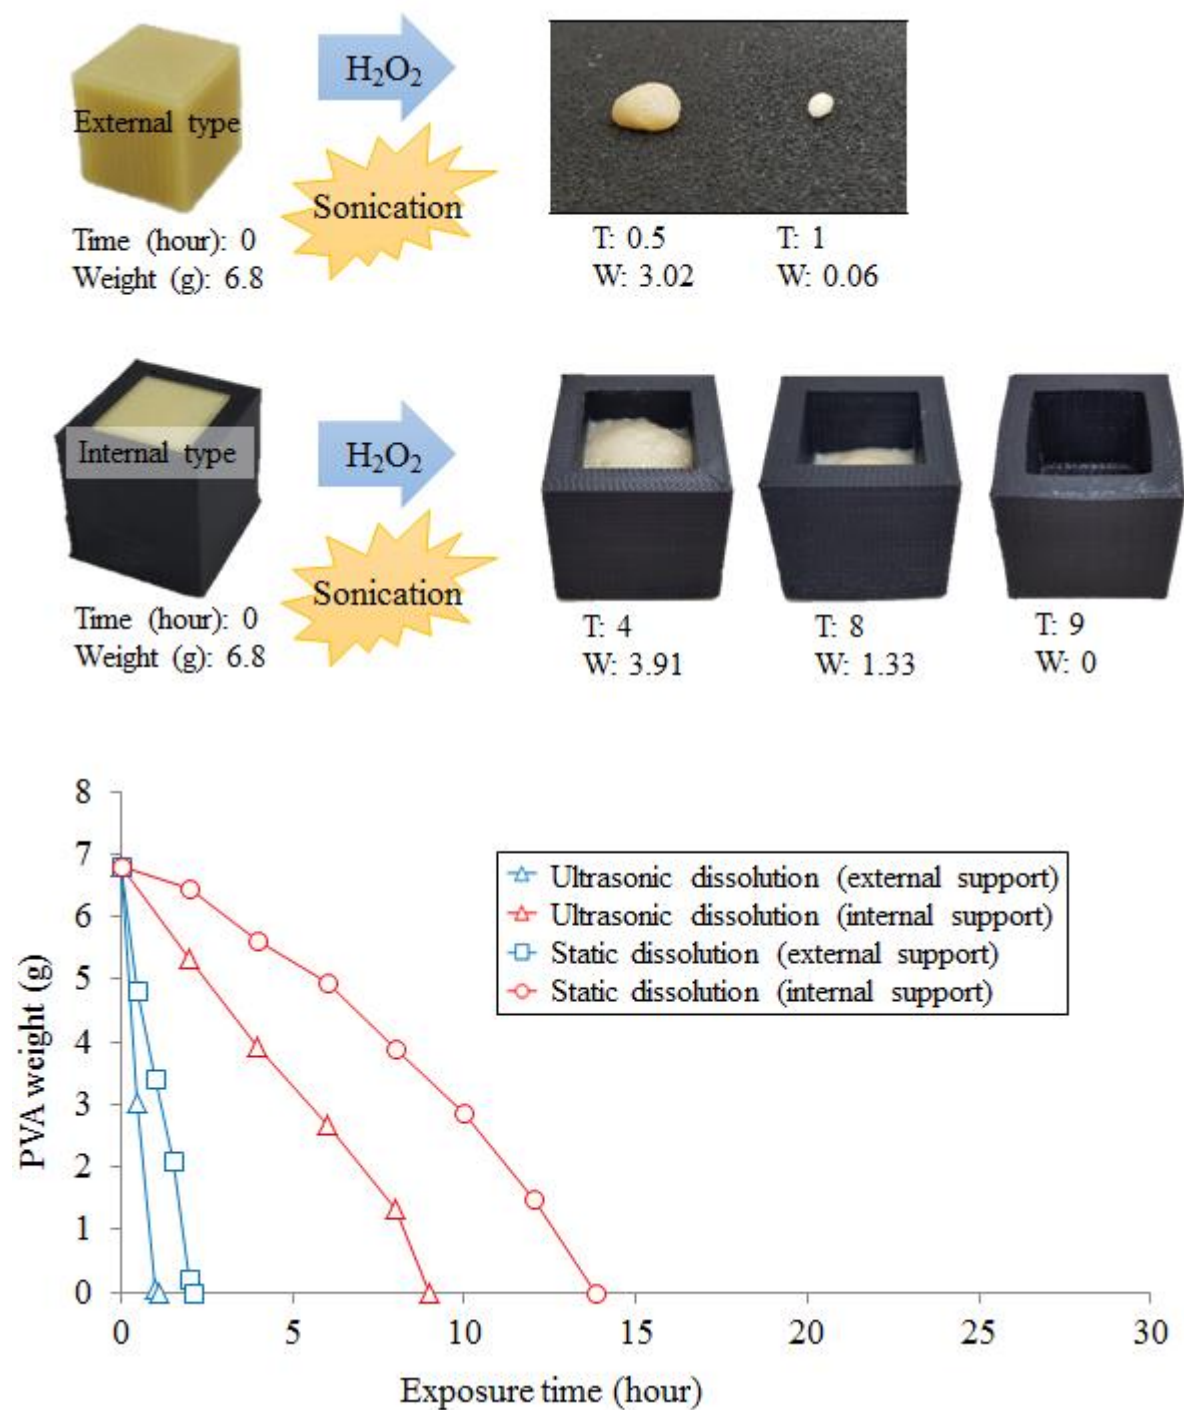 External type
H₂O₂
Sonication
Time (hour): 0
Weight (g): 6.8
T: 0.5
W: 3.02
T: 1
W: 0.06
Internal type
H₂O₂
Sonication
Time (hour): 0
Weight (g): 6.8
T: 4
W: 3.91
T: 8
W: 1.33
T: 9
W: 0
8
7
6
5
4
3
2
1
0
PVA weight (g)
Ultrasonic dissolution (external support)
Ultrasonic dissolution (internal support)
Static dissolution (external support)
Static dissolution (internal support)
0 5 10 15 20 25 30
Exposure time (hour)